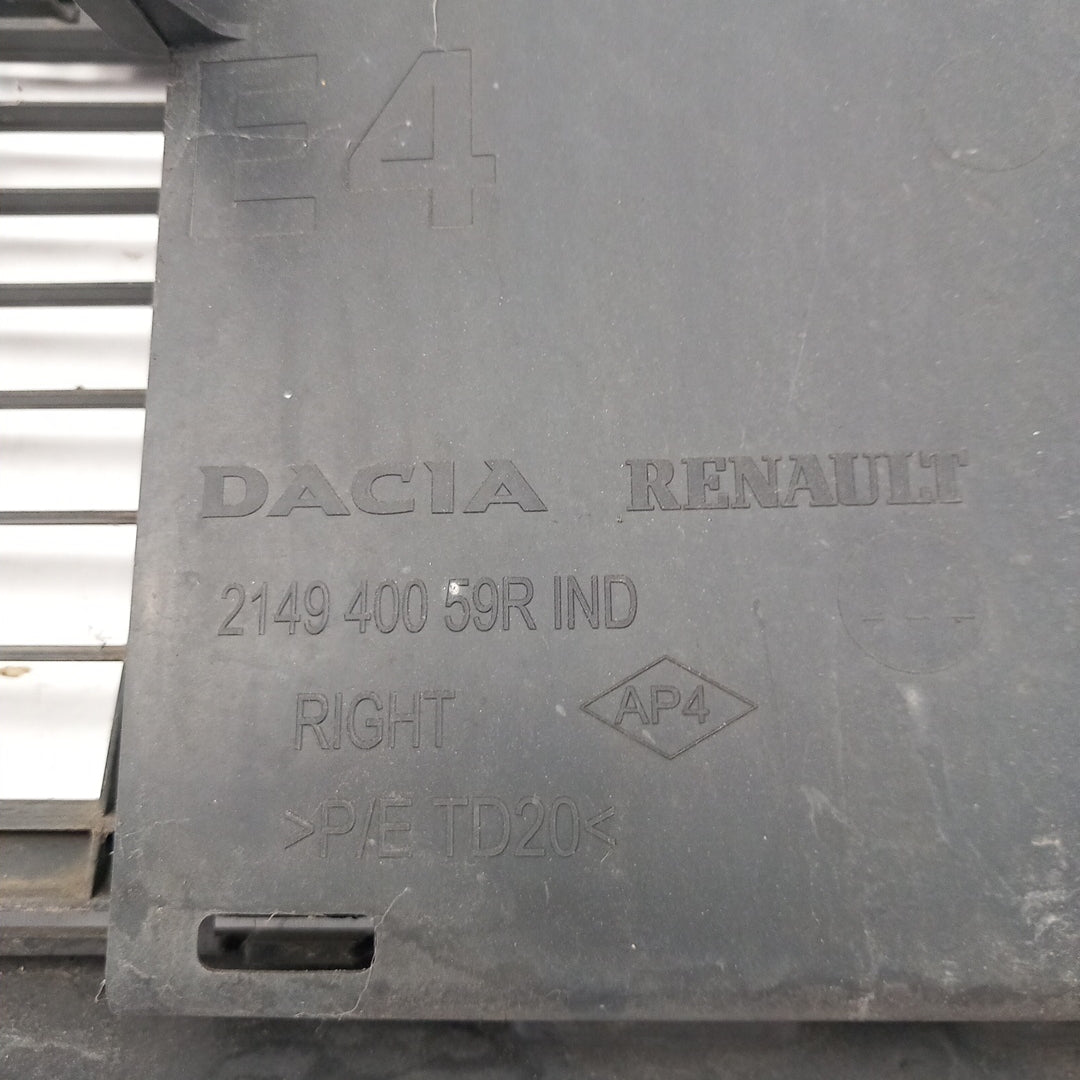 E4
DACIA RENAULT
2149 400 59R IND
RIGHT AP4
>P/E TD20<